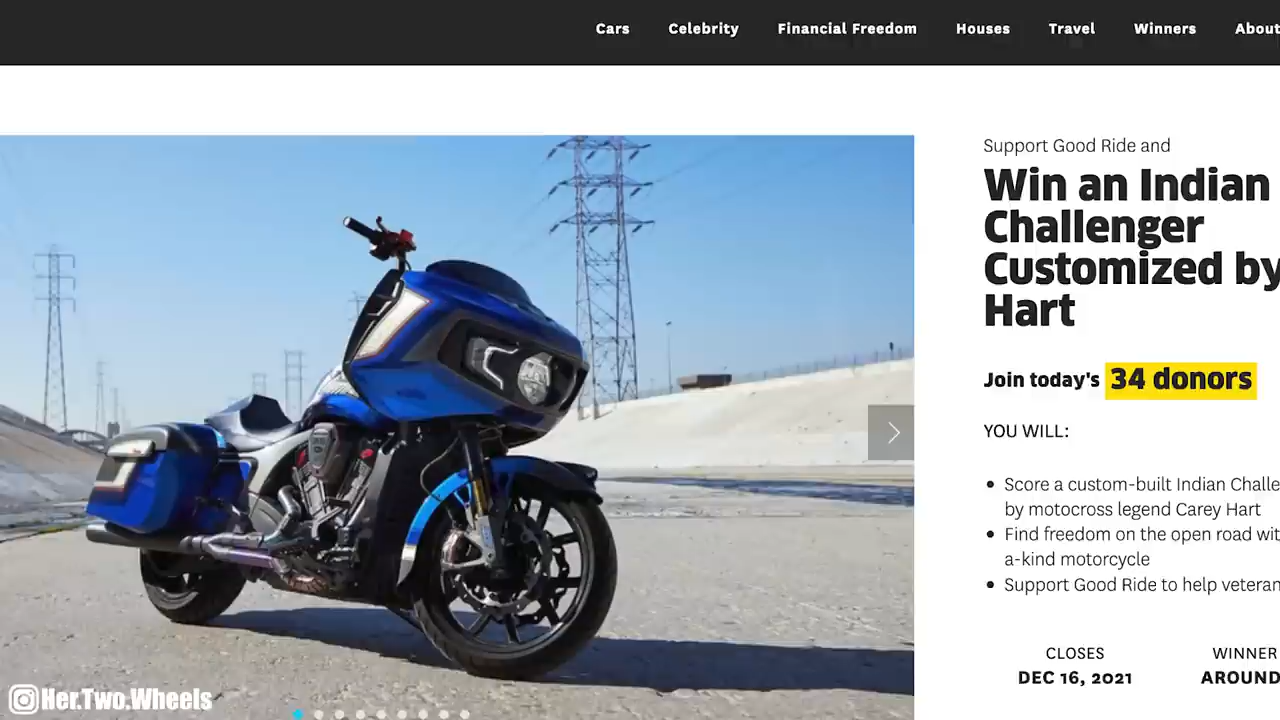 Cars Celebrity Financial Freedom Houses Travel Winners About
Support Good Ride and
Win an Indian
Challenger
Customized by
Hart
Join today's 34 donors
YOU WILL:
Score a custom-built Indian Challe
by motocross legend Carey Hart
Find freedom on the open road wit
a-kind motorcycle
Support Good Ride to help veteran
CLOSES WINNER
DEC 16, 2021 AROUND
Her.Two.Wheels